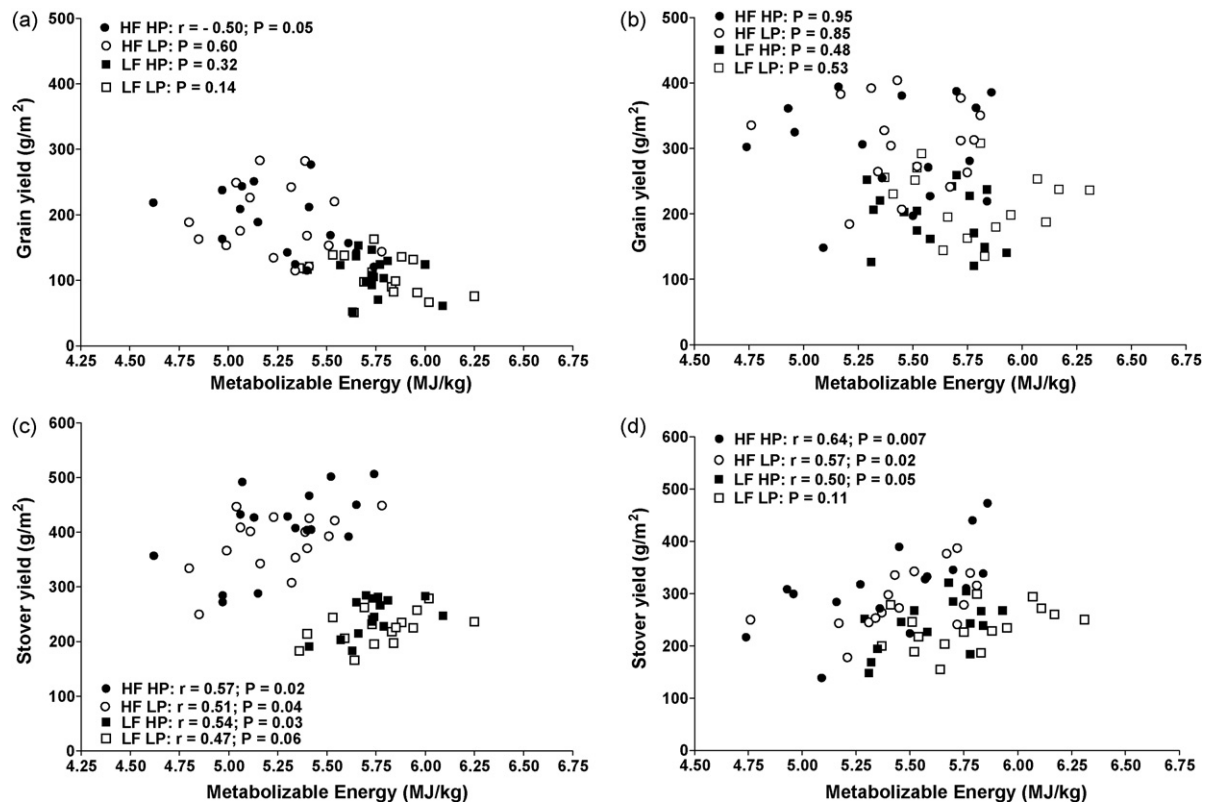 (a)
HF HP: r = - 0.50; P = 0.05
HF LP: P = 0.60
LF HP: P = 0.32
LF LP: P = 0.14
Grain yield (g/m²)
500
400
300
200
100
0
4.25 4.50 4.75 5.00 5.25 5.50 5.75 6.00 6.25 6.50 6.75
Metabolizable Energy (MJ/kg)
(b)
HF HP: P = 0.95
HF LP: P = 0.85
LF HP: P = 0.48
LF LP: P = 0.53
Grain yield (g/m²)
500
400
300
200
100
0
4.50 4.75 5.00 5.25 5.50 5.75 6.00 6.25 6.50 6.75
Metabolizable Energy (MJ/kg)
(c)
Stover yield (g/m²)
600
500
400
300
200
100
0
HF HP: r = 0.57; P = 0.02
HF LP: r = 0.51; P = 0.04
LF HP: r = 0.54; P = 0.03
LF LP: r = 0.47; P = 0.06
4.25 4.50 4.75 5.00 5.25 5.50 5.75 6.00 6.25 6.50 6.75
Metabolizable Energy (MJ/kg)
(d)
HF HP: r = 0.64; P = 0.007
HF LP: r = 0.57; P = 0.02
LF HP: r = 0.50; P = 0.05
LF LP: P = 0.11
Stover yield (g/m²)
600
500
400
300
200
100
0
4.50 4.75 5.00 5.25 5.50 5.75 6.00 6.25 6.50 6.75
Metabolizable Energy (MJ/kg)